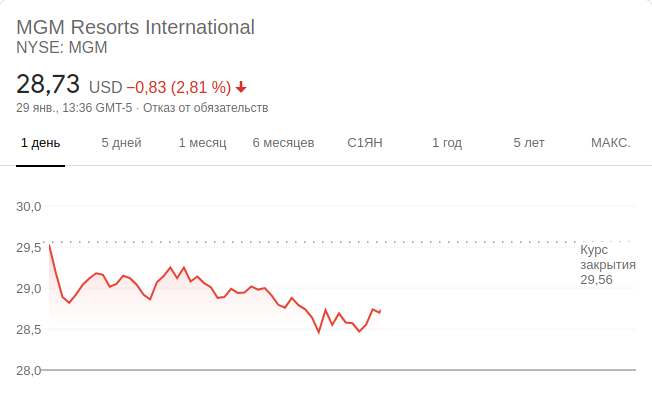 MGM Resorts International
NYSE: MGM
28,73 USD −0,83 (2,81 %)
29 янв., 13:36 GMT-5 · Отказ от обязательств
1 день 5 дней 1 месяц 6 месяцев С1ЯН 1 год 5 лет МАКС.
30,0
29,5
Курс
закрытия
29,56
29,0
28,5
28,0